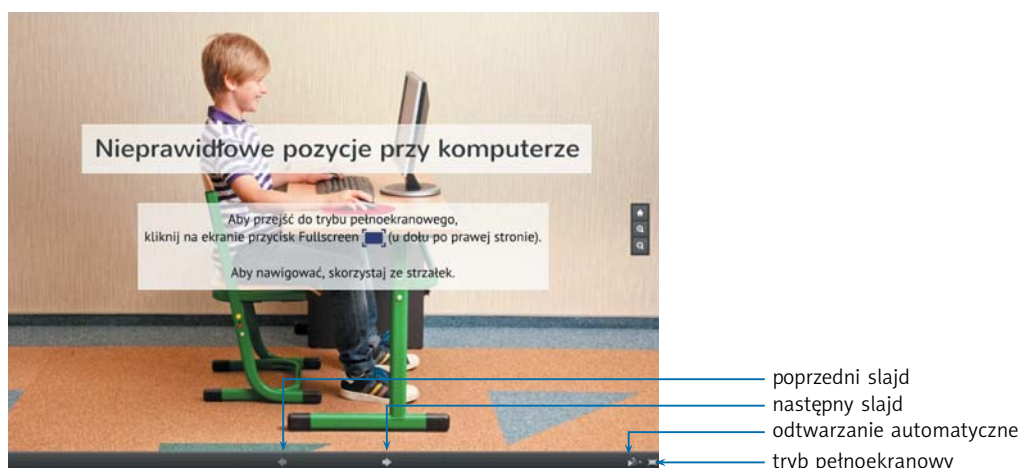 Nieprawidłowe pozycje przy komputerze
Aby przejść do trybu pełnoekranowego,
kliknij na ekranie przycisk Fullscreen (u dołu po prawej stronie).
Aby nawigować, skorzystaj ze strzałek.
poprzedni slajd
następny slajd
odtwarzanie automatyczne
tryb pełnoekranowy